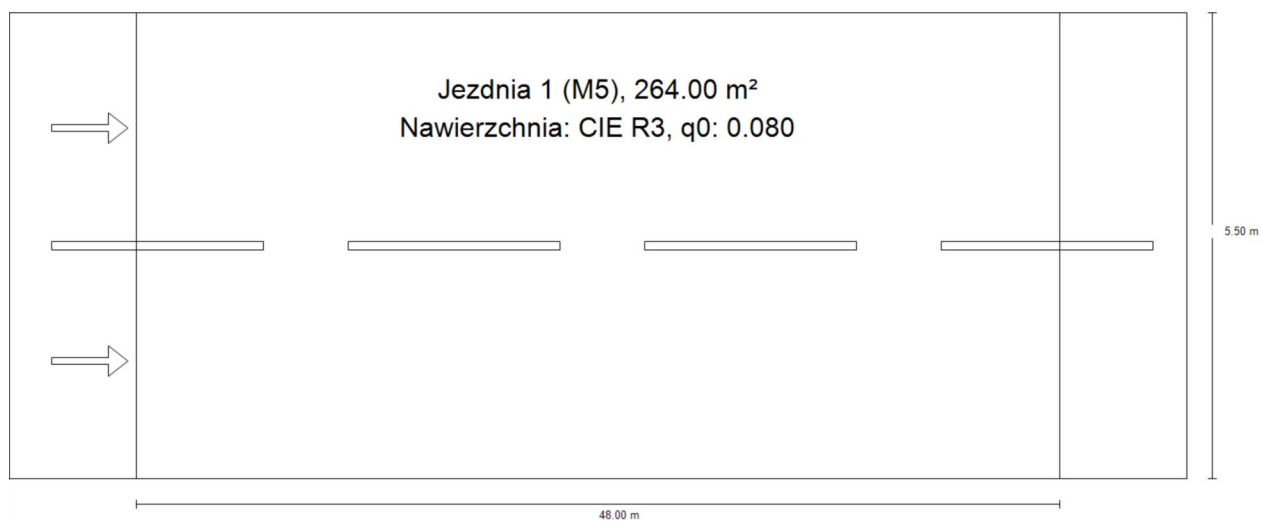 Jezdnia 1 (M5), 264.00 m²
Nawierzchnia: CIE R3, q0: 0.080
5.50 m
48.00 m